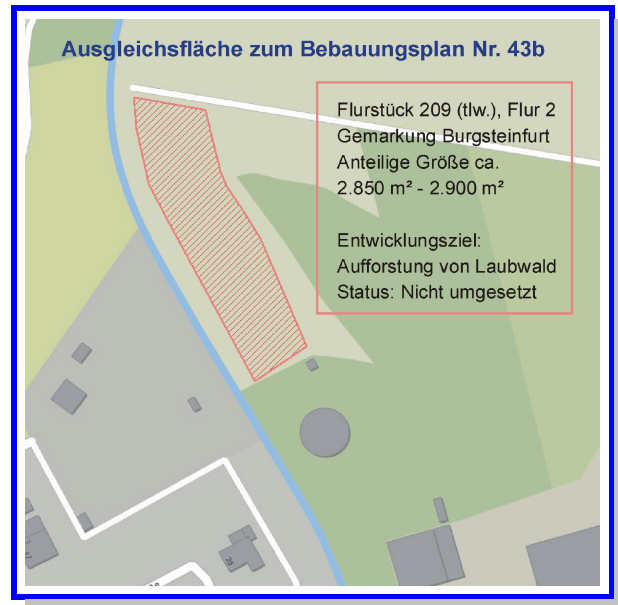 Ausgleichsfläche zum Bebauungsplan Nr. 43b
Flurstück 209 (tlw.), Flur 2
Gemarkung Burgsteinfurt
Anteilige Größe ca.
2.850 m² - 2.900 m²
Entwicklungsziel:
Aufforstung von Laubwald
Status: Nicht umgesetzt
25